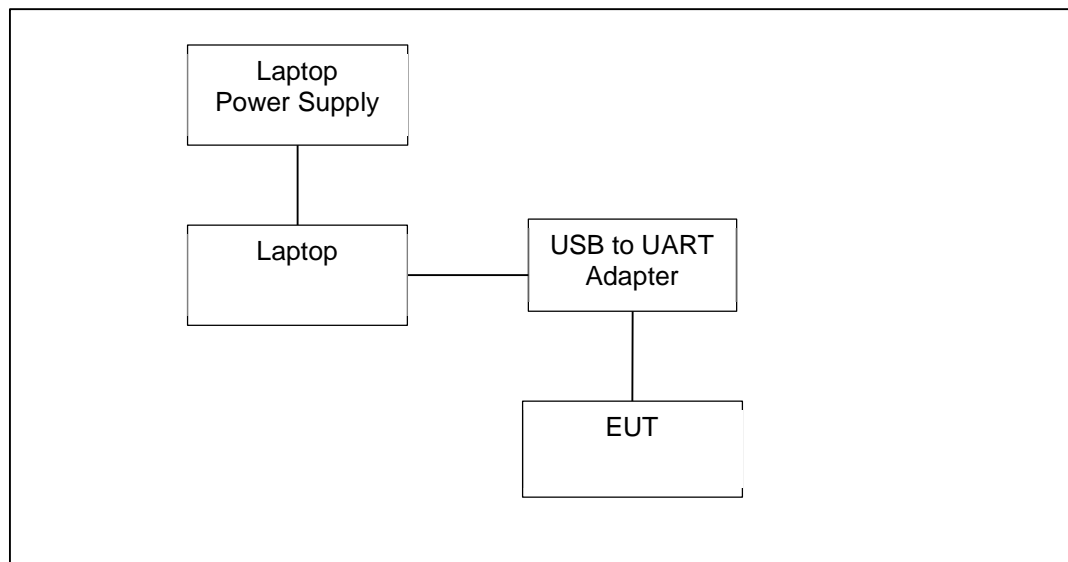 Laptop
Power Supply
Laptop
USB to UART
Adapter
EUT